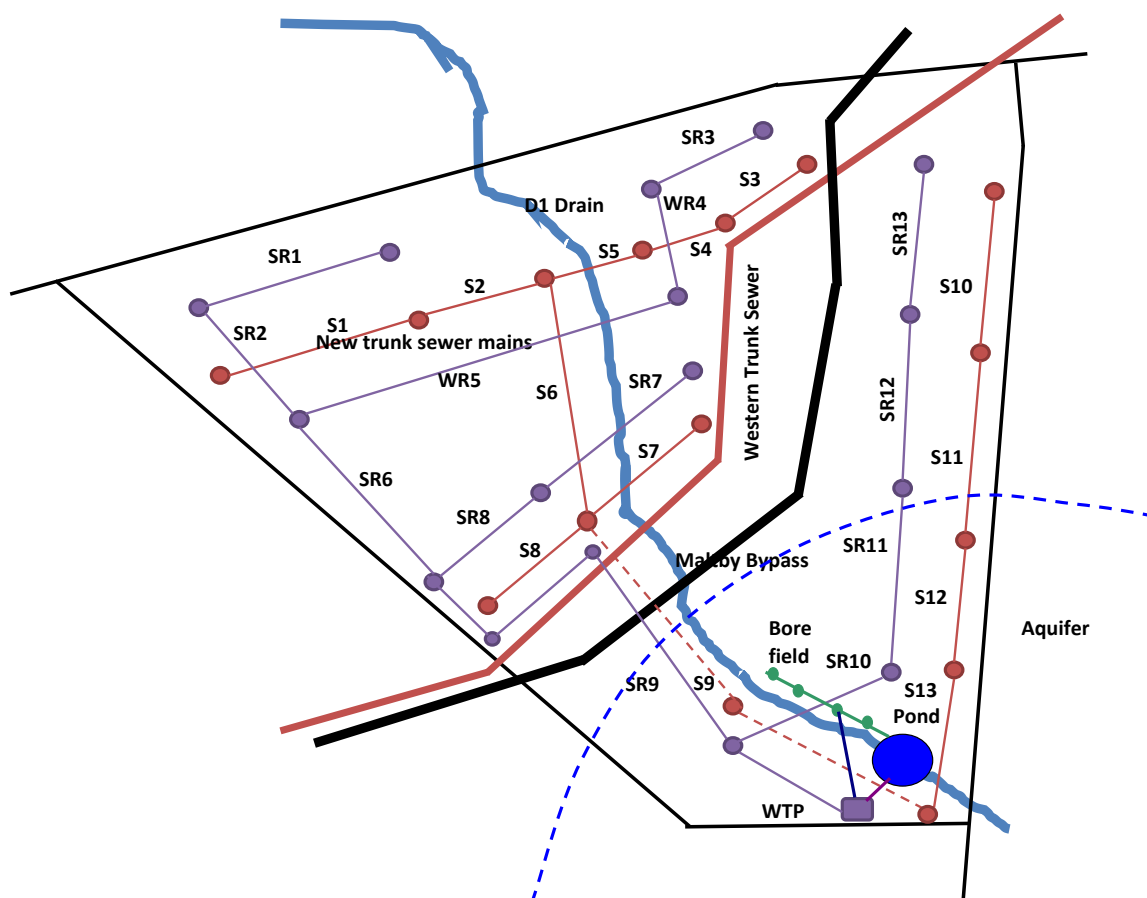 SR3
S3
D1 Drain
WR4
SR13
SR1
S5
S4
S2
S10
SR2
S1
New trunk sewer mains
Western Trunk Sewer
WR5
SR7
S6
SR12
S7
S11
SR6
SR8
S8
SR11
Maltby Bypass
S12
Bore
field
Aquifer
SR10
SR9
S9
S13
Pond
WTP